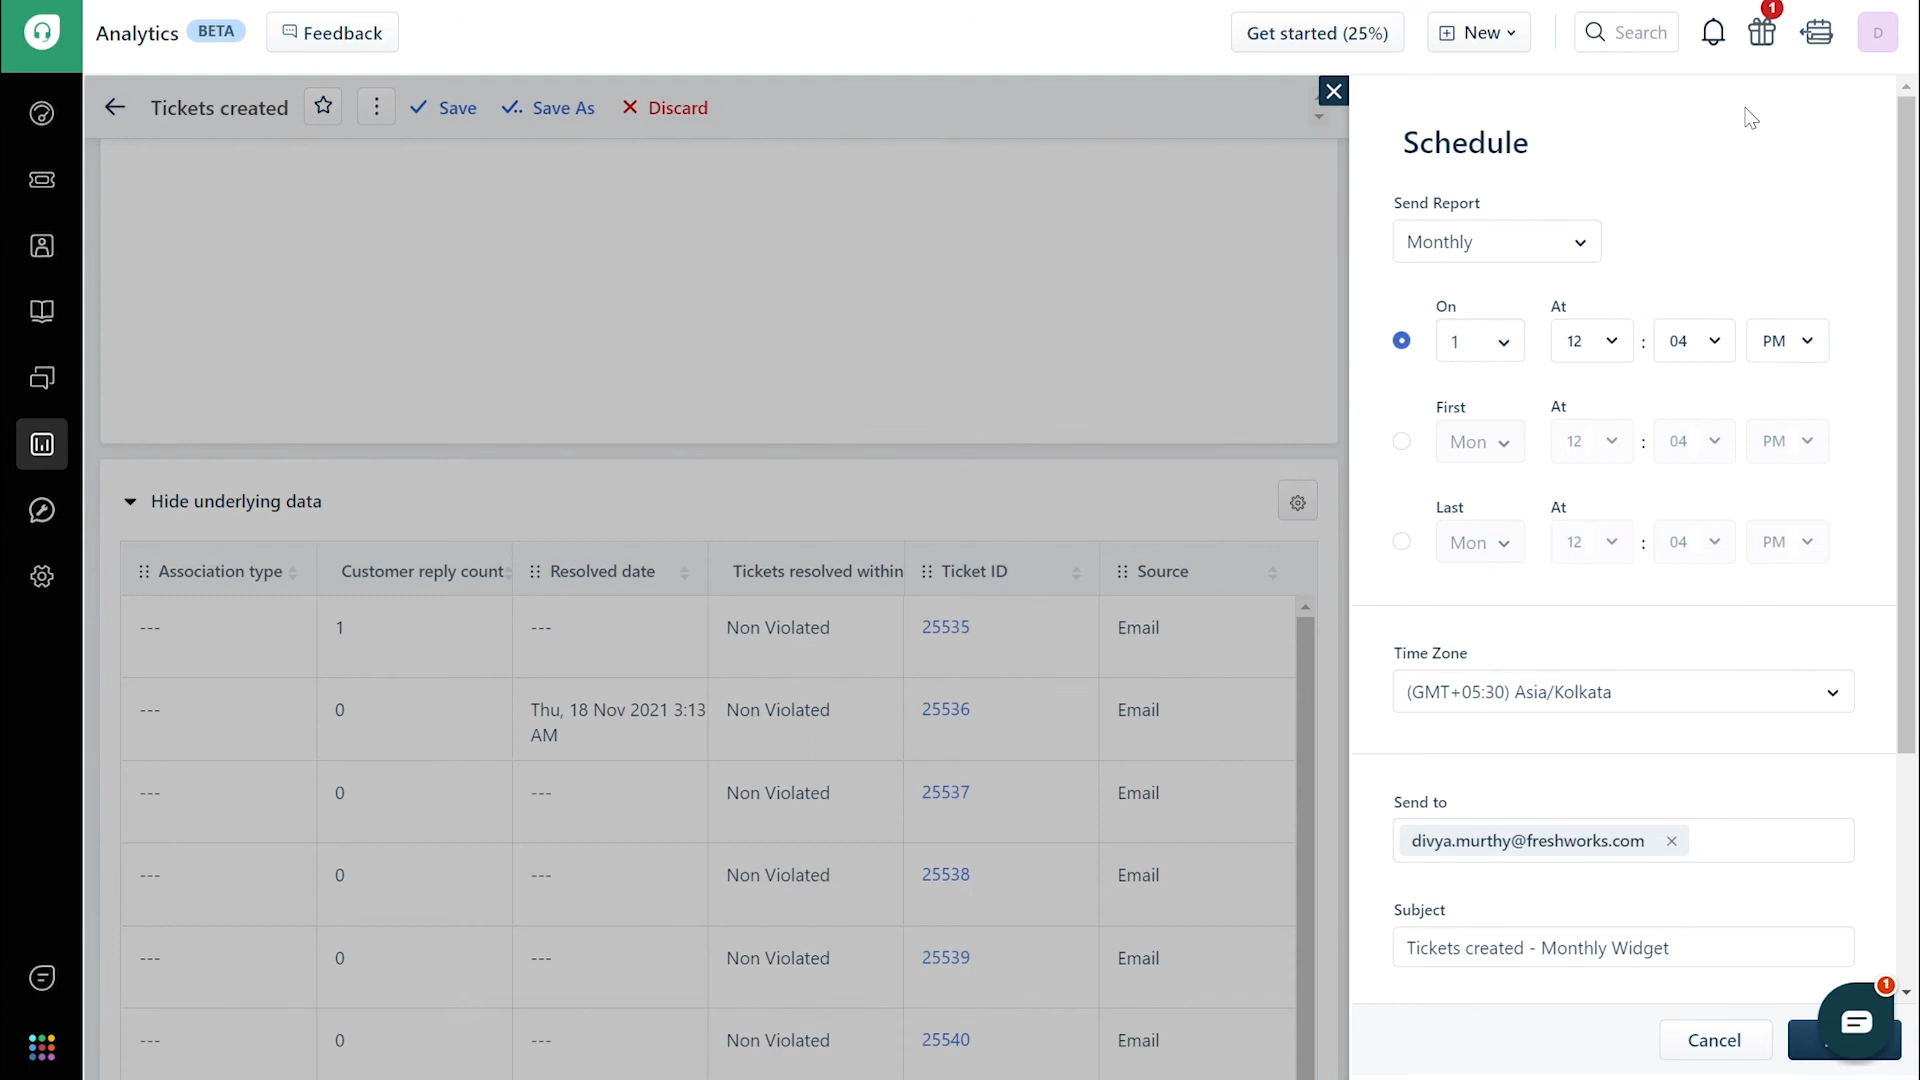 Analytics BETA Feedback Get started (25%) New Search 1 D
Tickets created Save Save As Discard
Hide underlying data
Association type Customer reply count Resolved date Tickets resolved within Ticket ID Source
--- 1 --- Non Violated 25535 Email
--- 0 Thu, 18 Nov 2021 3:13 Non Violated 25536 Email
AM
--- 0 --- Non Violated 25537 Email
--- 0 --- Non Violated 25538 Email
--- 0 --- Non Violated 25539 Email
--- 0 --- Non Violated 25540 Email
Schedule
Send Report
Monthly
On At
1 12 : 04 PM
First At
Mon 12 : 04 PM
Last At
Mon 12 : 04 PM
Time Zone
(GMT+05:30) Asia/Kolkata
Send to
divya.murthy@freshworks.com
Subject
Tickets created - Monthly Widget
1
Cancel